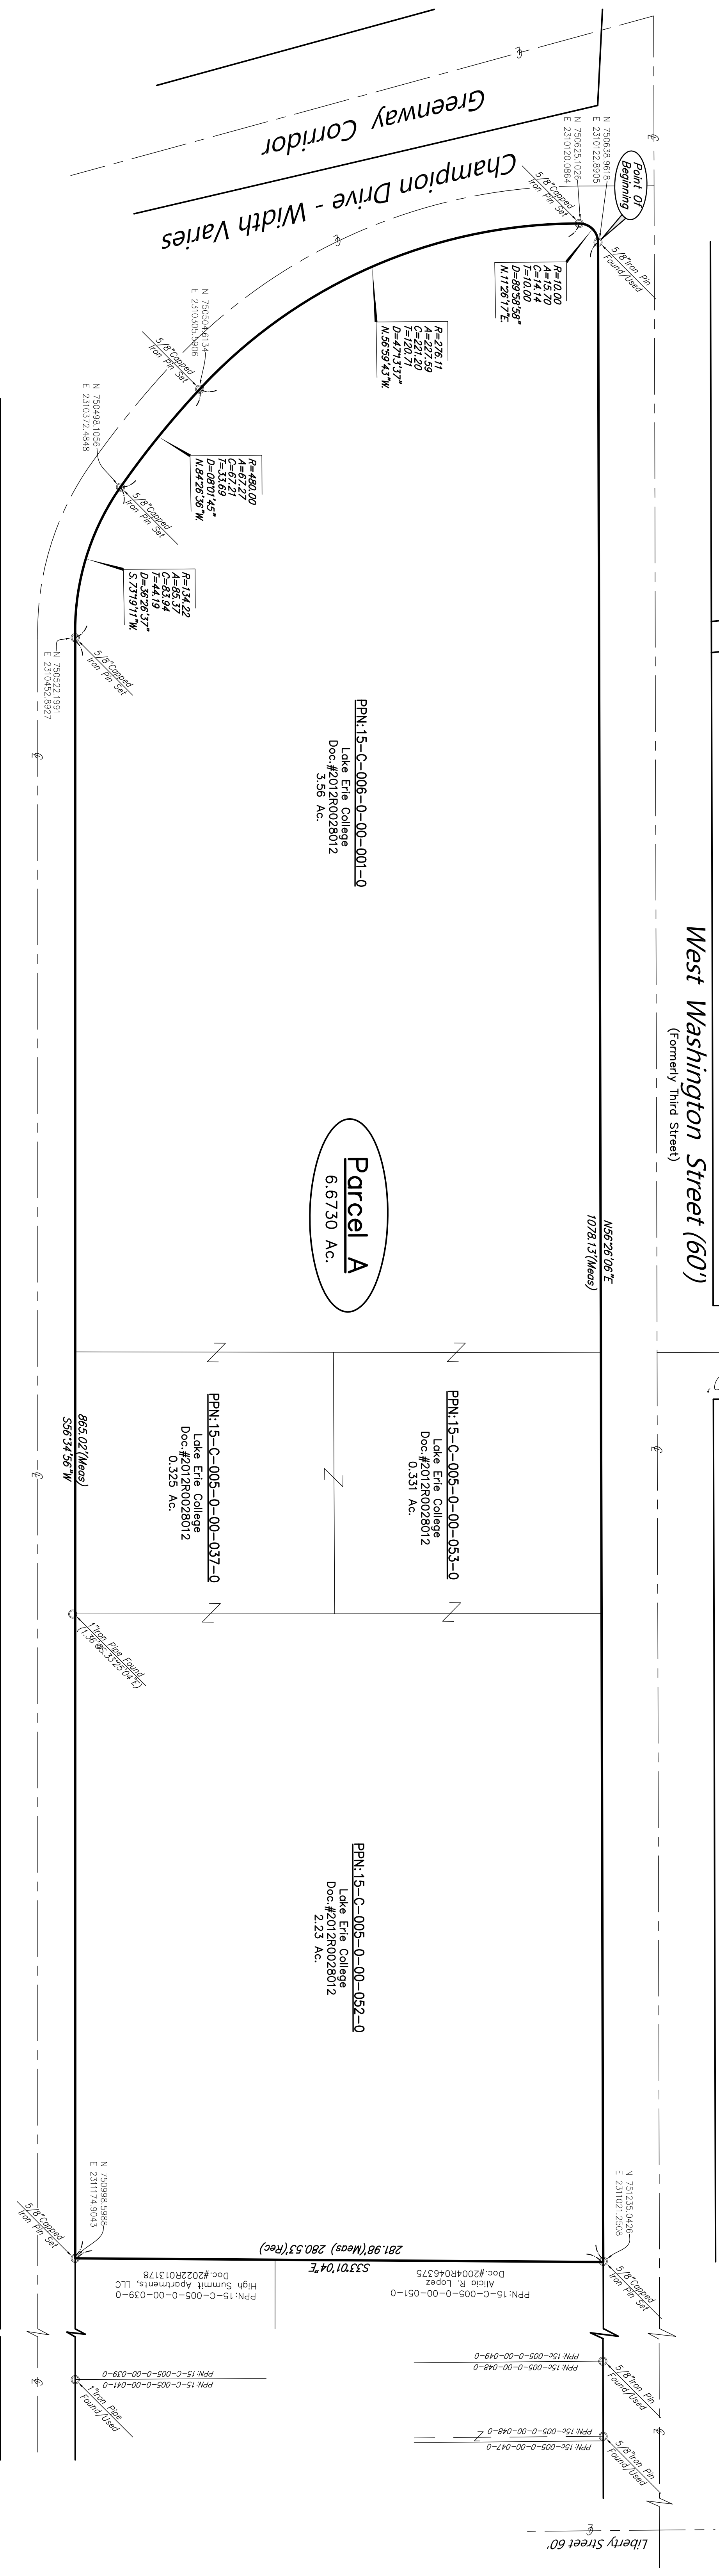 Greenway Corridor
Champion Drive - Width Varies
West Washington Street (60')
(Formerly Third Street)
Point Of
Beginning
N 750638.9618
E 2310122.8905
N 750625.1026
E 2310120.0864
5/8"Iron Pin
Found/Used
5/8"Capped
Iron Pin Set
R=10.00
A=15.70
C=14.14
T=10.00
D=89°58'58"
N.11°26'17"E.
R=276.11
A=227.59
C=221.20
T=120.71
D=47°13'37"
N.56°59'43"W.
N 750504.6134
E 2310305.5906
5/8"Capped
Iron Pin Set
R=480.00
A=67.27
C=67.21
T=33.69
D=08°01'45"
N.84°26'36"W.
N 750498.1056
E 2310372.4848
5/8"Capped
Iron Pin Set
R=134.22
A=85.37
C=83.94
T=44.19
D=36°26'37"
S.73°19'11"W.
5/8"Capped
Iron Pin Set
N 750522.1991
E 2310452.8927
PPN:15-C-006-0-00-001-0
Lake Erie College
Doc.#2012R0028012
3.56 Ac.
Parcel A
6.6730 Ac.
N56°26'06"E
1078.13'(Meas)
PPN:15-C-005-0-00-053-0
Lake Erie College
Doc.#2012R0028012
0.331 Ac.
PPN:15-C-005-0-00-037-0
Lake Erie College
Doc.#2012R0028012
0.325 Ac.
865.02'(Meas)
S56°34'56"W
1"Iron Pipe Found
(1.36'@S.33°25'04"E)
PPN:15-C-005-0-00-052-0
Lake Erie College
Doc.#2012R0028012
2.23 Ac.
N 751235.0426
E 2311021.2508
5/8"Capped
Iron Pin Set
N 750998.5988
E 2311174.9043
5/8"Capped
Iron Pin Set
S33°01'04"E
281.98'(Meas) 280.53'(Rec)
PPN:15-C-005-0-00-051-0
Alicia R. Lopez
Doc.#2004R046375
PPN:15-C-005-0-00-039-0
High Summit Apartments, LLC
Doc.#2022R013178
PPN:15c-005-0-00-049-0
PPN:15c-005-0-00-048-0
5/8"Iron Pin
Found/Used
PPN:15-C-005-0-00-039-0
PPN:15-C-005-0-00-041-0
1"Iron Pipe
Found/Used
PPN:15c-005-0-00-048-0
PPN:15c-005-0-00-047-0
5/8"Iron Pin
Found/Used
Liberty Street 60'